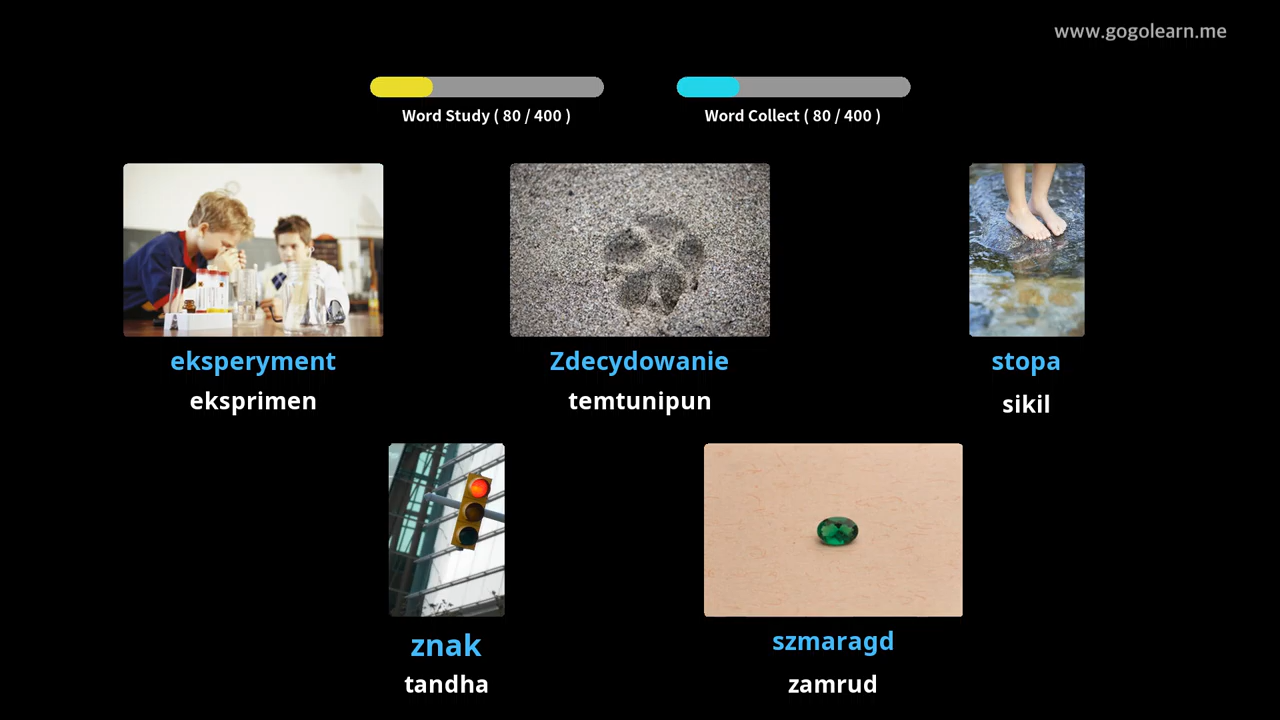 www.gogolearn.me
Word Study ( 80 / 400 )
Word Collect ( 80 / 400 )
eksperyment
Zdecydowanie
stopa
eksprimen
temtunipun
sikil
znak
szmaragd
tandha
zamrud